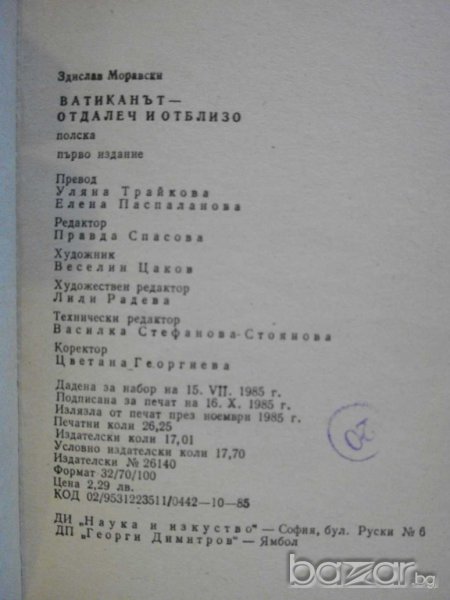 Здислав Моравски
ВАТИКАНЪТ —
ОТДАЛЕЧ И ОТБЛИЗО
полска
първо издание
Превод
Уляна Трайкова
Елена Паспаланова
Редактор
Правда Спасова
Художник
Веселин Цаков
Художествен редактор
Лили Радева
Технически редактор
Василка Стефанова-Стоянова
Коректор
Цветана Георгиева
Дадена за набор на 15. VII. 1985 г.
Подписана за печат на 16. X. 1985 г.
Излязла от печат през ноември 1985 г.
Печатни коли 26,25
Издателски коли 17,01
Условно издателски коли 17,70
Издателски № 26140
Формат 32/70/100
Цена 2,29 лв.
КОД 02/9531223511/0442—10—85
ДИ „Наука и изкуство" — София, бул. Руски № 6
ДП „Георги Димитров" — Ямбол
20
bazar.bg